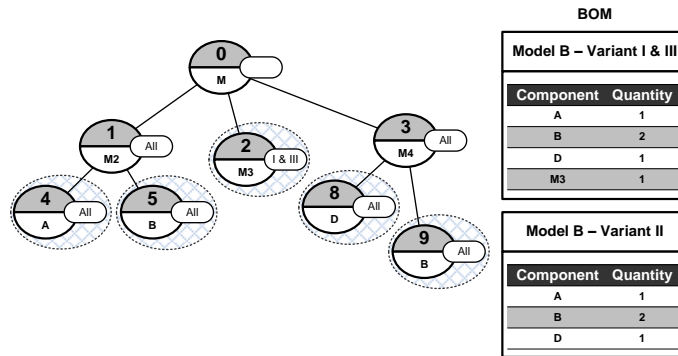 BOM
0
M
1
All
M2
2
I & III
M3
3
All
M4
4
All
A
5
All
B
8
All
D
9
All
B
Model B – Variant I & III
Component Quantity
A 1
B 2
D 1
M3 1
Model B – Variant II
Component Quantity
A 1
B 2
D 1